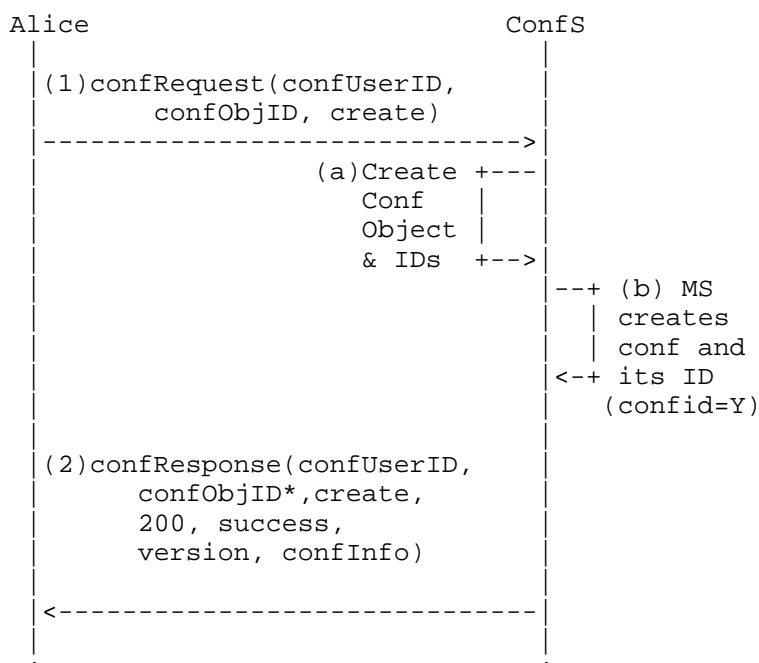 Alice ConfS
(1)confRequest(confUserID,
confObjID, create)
(a)Create
Conf
Object
& IDs
(b) MS
creates
conf and
its ID
(confid=Y)
(2)confResponse(confUserID,
confObjID*,create,
200, success,
version, confInfo)